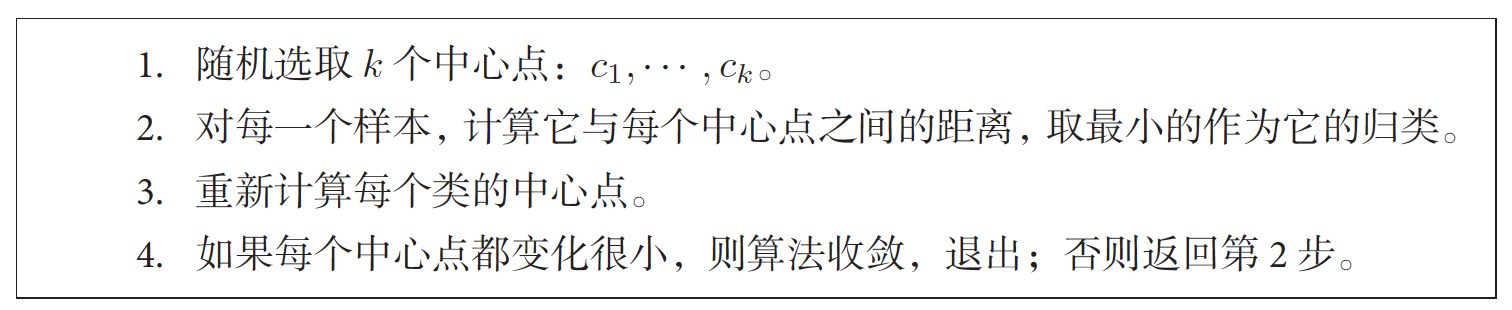 1. 随机选取 k 个中心点：c₁,⋯,cₖ。
2. 对每一个样本，计算它与每个中心点之间的距离，取最小的作为它的归类。
3. 重新计算每个类的中心点。
4. 如果每个中心点都变化很小，则算法收敛，退出；否则返回第 2 步。